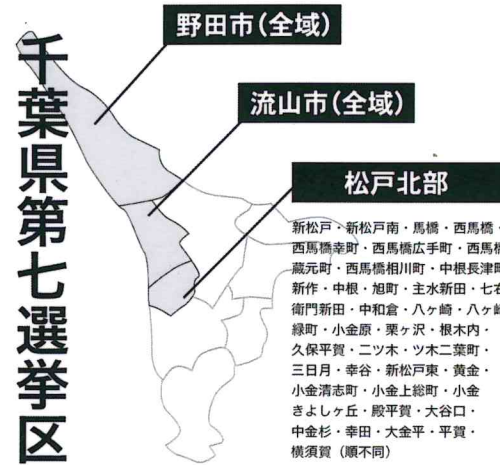 千葉県第七選挙区
野田市(全域)
流山市(全域)
松戸北部
新松戸・新松戸南・馬橋・西馬橋・
西馬橋幸町・西馬橋広手町・西馬橋
蔵元町・西馬橋相川町・中根長津町
新作・中根・旭町・主水新田・七右
衛門新田・中和倉・八ヶ崎・八ヶ崎
緑町・小金原・栗ヶ沢・根木内・
久保平賀・二ツ木・ツ木二葉町・
三日月・幸谷・新松戸東・黄金・
小金清志町・小金上総町・小金
きよしヶ丘・殿平賀・大谷口・
中金杉・幸田・大金平・平賀・
横須賀(順不同)